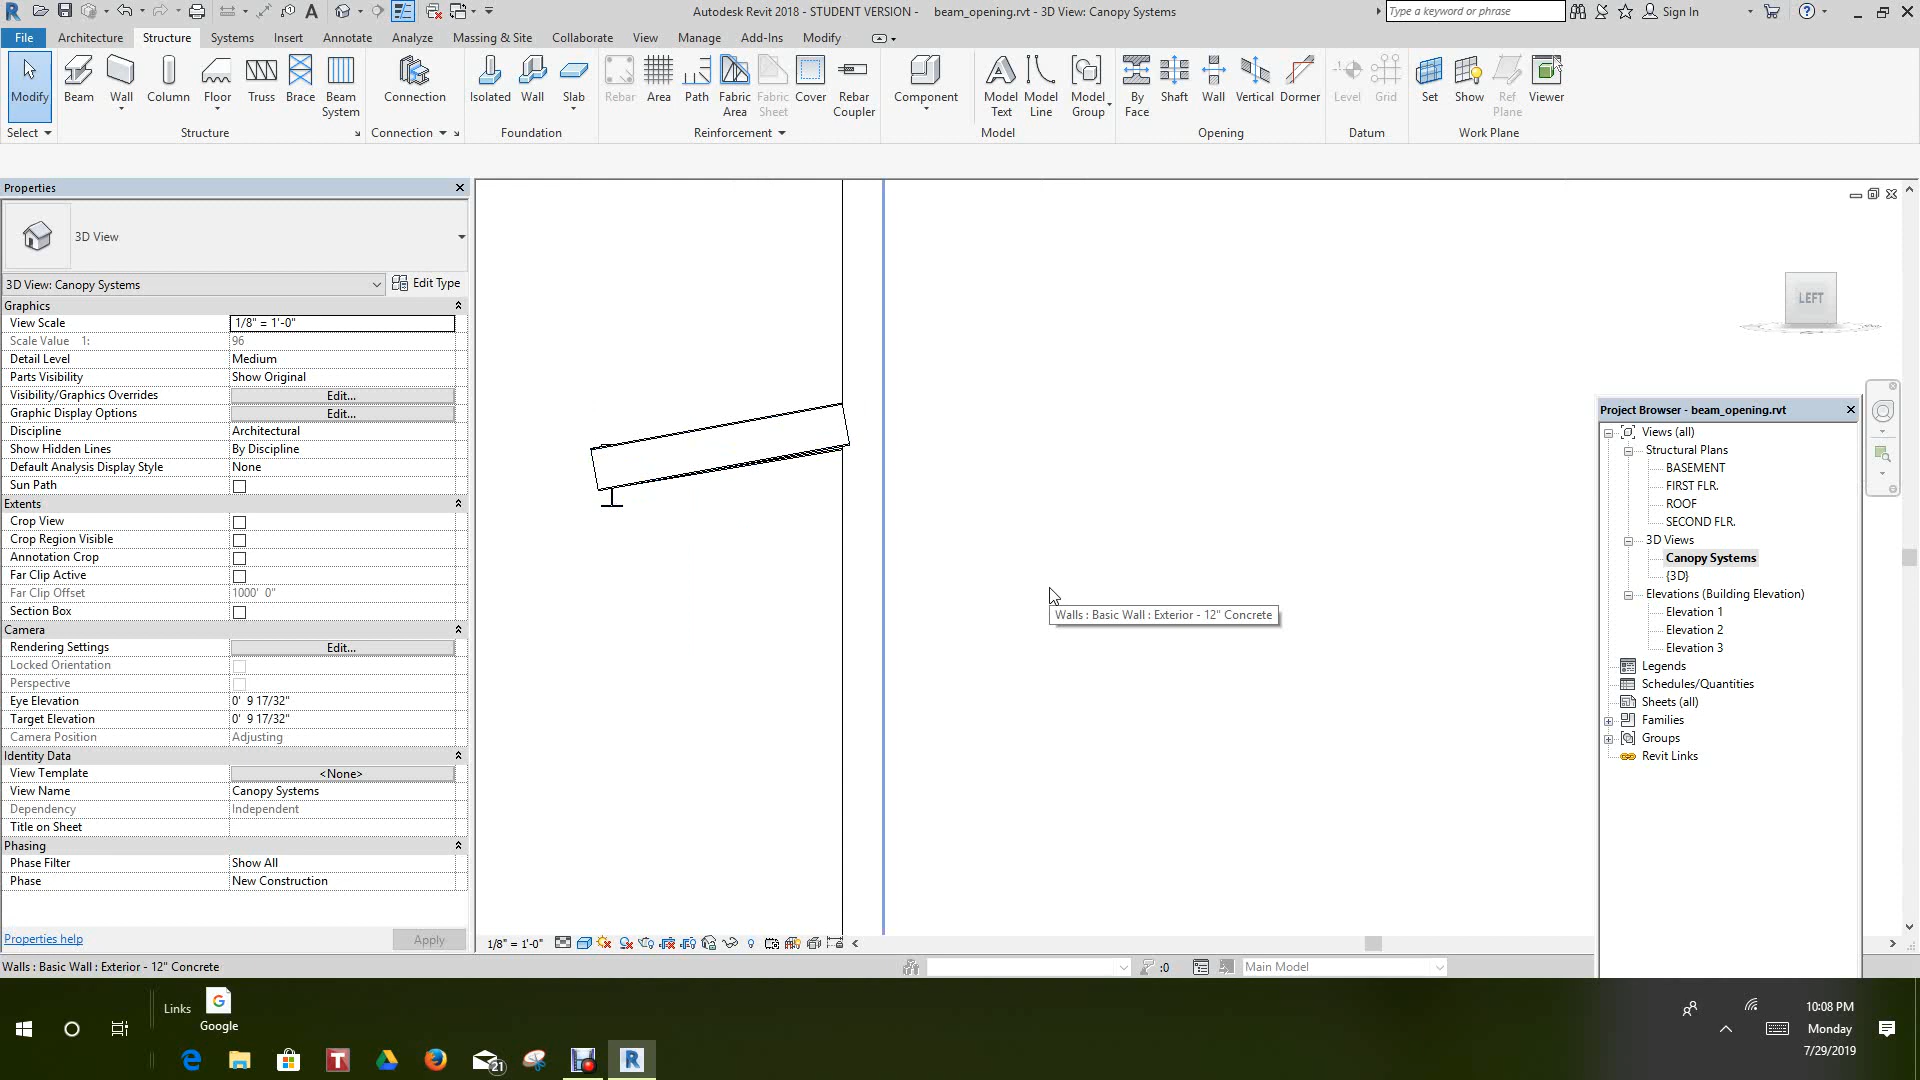 Autodesk Revit 2018 - STUDENT VERSION - beam_opening.rvt - 3D View: Canopy Systems
Type a keyword or phrase
Sign In
File Architecture Structure Systems Insert Annotate Analyze Massing & Site Collaborate View Manage Add-Ins Modify
Modify
Beam Wall Column Floor Truss Brace Beam System
Connection
Isolated Wall Slab
Rebar Area Path Fabric Area Fabric Sheet Cover Rebar Coupler
Component
Model Text Model Line Model Group
By Face Shaft Wall Vertical Dormer
Level Grid
Set Show Ref Plane Viewer
Select Structure Connection Foundation Reinforcement Model Opening Datum Work Plane
Properties
3D View
3D View: Canopy Systems Edit Type
Graphics
View Scale 1/8" = 1'-0"
Scale Value 1: 96
Detail Level Medium
Parts Visibility Show Original
Visibility/Graphics Overrides Edit...
Graphic Display Options Edit...
Discipline Architectural
Show Hidden Lines By Discipline
Default Analysis Display Style None
Sun Path
Extents
Crop View
Crop Region Visible
Annotation Crop
Far Clip Active
Far Clip Offset 1000' 0"
Section Box
Camera
Rendering Settings Edit...
Locked Orientation
Perspective
Eye Elevation 0' 9 17/32"
Target Elevation 0' 9 17/32"
Camera Position Adjusting
Identity Data
View Template <None>
View Name Canopy Systems
Dependency Independent
Title on Sheet
Phasing
Phase Filter Show All
Phase New Construction
Properties help Apply
LEFT
Walls : Basic Wall : Exterior - 12" Concrete
Project Browser - beam_opening.rvt
Views (all)
Structural Plans
BASEMENT
FIRST FLR.
ROOF
SECOND FLR.
3D Views
Canopy Systems
{3D}
Elevations (Building Elevation)
Elevation 1
Elevation 2
Elevation 3
Legends
Schedules/Quantities
Sheets (all)
Families
Groups
Revit Links
1/8" = 1'-0"
Walls : Basic Wall : Exterior - 12" Concrete
:0
Main Model
Links
Google
21
10:08 PM
Monday
7/29/2019